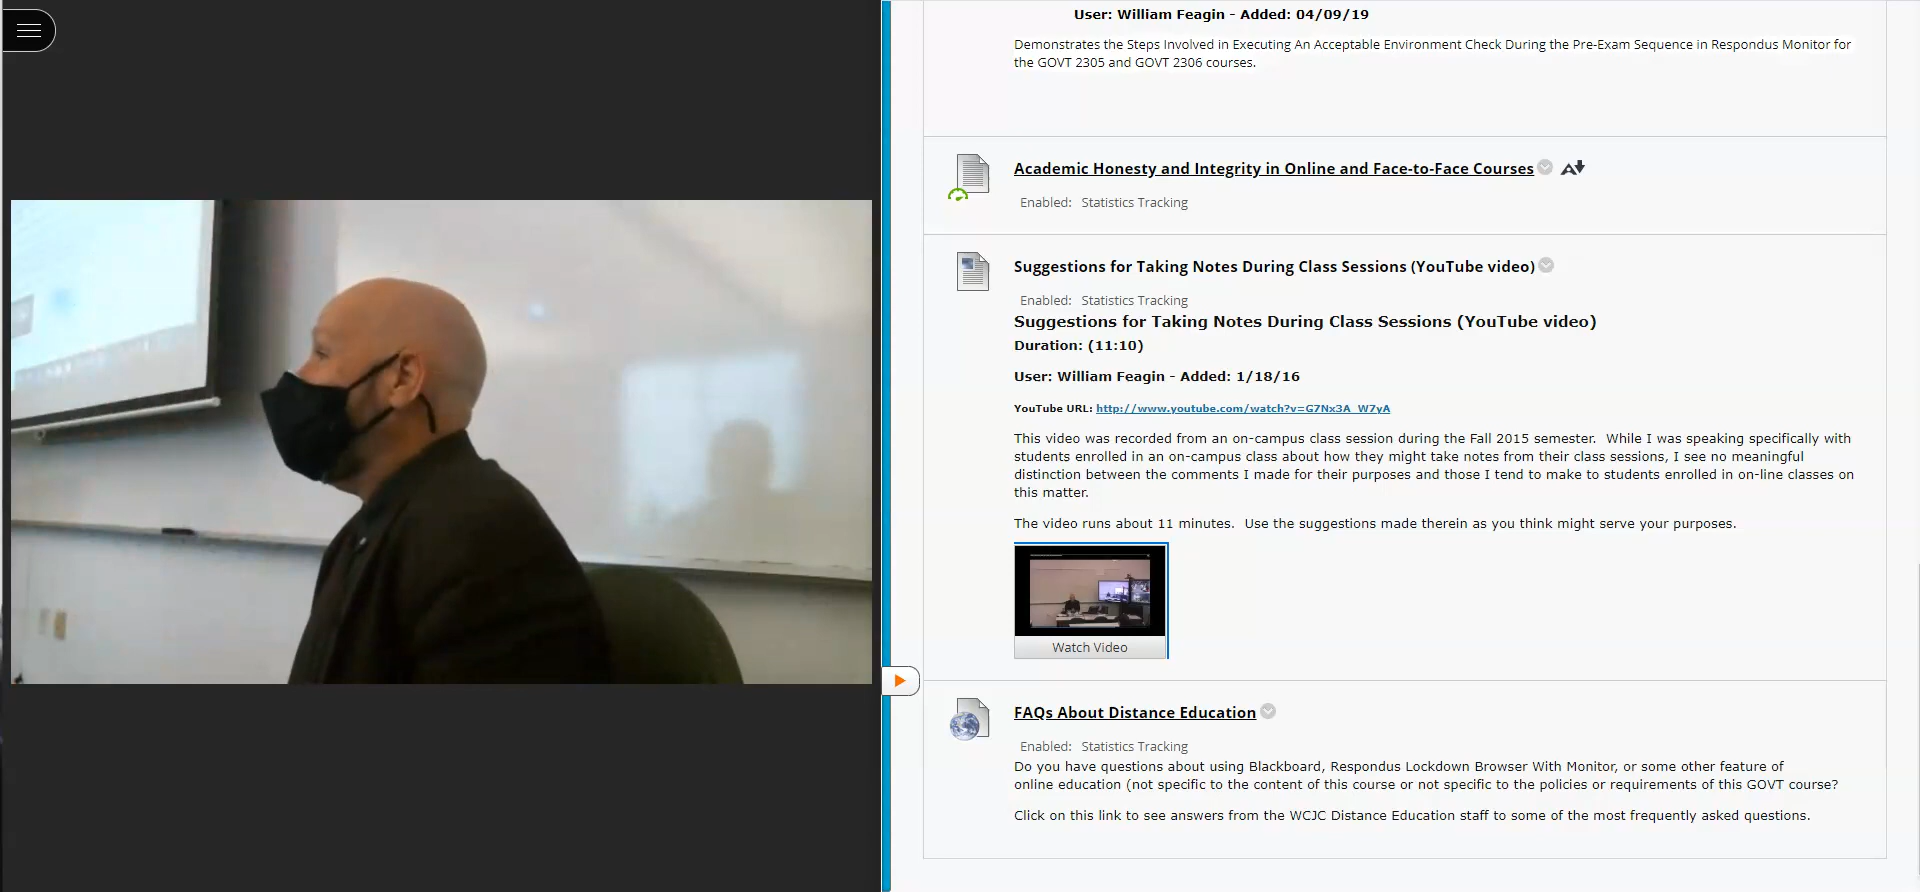 User: William Feagin - Added: 04/09/19
Demonstrates the Steps Involved in Executing An Acceptable Environment Check During the Pre-Exam Sequence in Respondus Monitor for
the GOVT 2305 and GOVT 2306 courses.
Academic Honesty and Integrity in Online and Face-to-Face Courses
Enabled: Statistics Tracking
Suggestions for Taking Notes During Class Sessions (YouTube video)
Enabled: Statistics Tracking
Suggestions for Taking Notes During Class Sessions (YouTube video)
Duration: (11:10)
User: William Feagin - Added: 1/18/16
YouTube URL: http://www.youtube.com/watch?v=G7Nx3A_W7yA
This video was recorded from an on-campus class session during the Fall 2015 semester. While I was speaking specifically with
students enrolled in an on-campus class about how they might take notes from their class sessions, I see no meaningful
distinction between the comments I made for their purposes and those I tend to make to students enrolled in on-line classes on
this matter.
The video runs about 11 minutes. Use the suggestions made therein as you think might serve your purposes.
Watch Video
FAQs About Distance Education
Enabled: Statistics Tracking
Do you have questions about using Blackboard, Respondus Lockdown Browser With Monitor, or some other feature of
online education (not specific to the content of this course or not specific to the policies or requirements of this GOVT course?
Click on this link to see answers from the WCJC Distance Education staff to some of the most frequently asked questions.